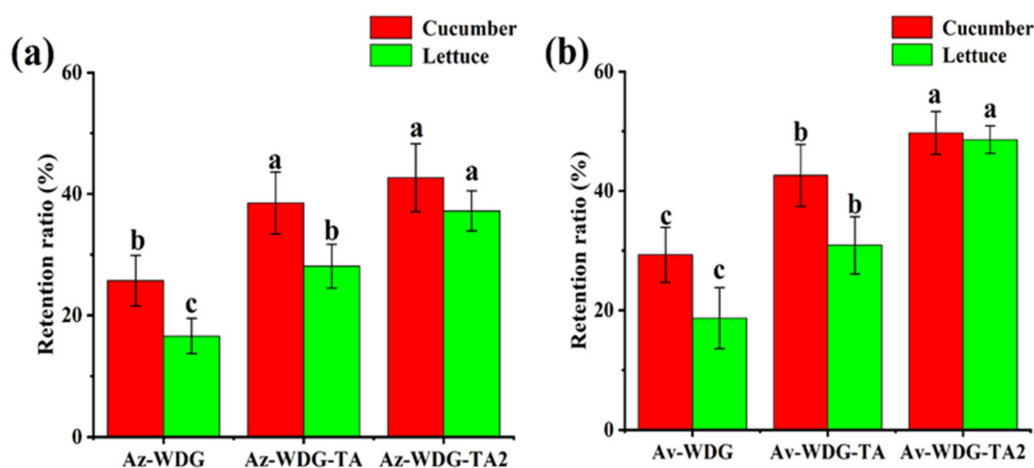 (a)
Cucumber
Lettuce
Retention ratio (%)
60
40
20
0
b
c
a
b
a
a
Az-WDG
Az-WDG-TA
Az-WDG-TA2
(b)
Cucumber
Lettuce
Retention ratio (%)
60
40
20
0
c
c
b
b
a
a
Av-WDG
Av-WDG-TA
Av-WDG-TA2